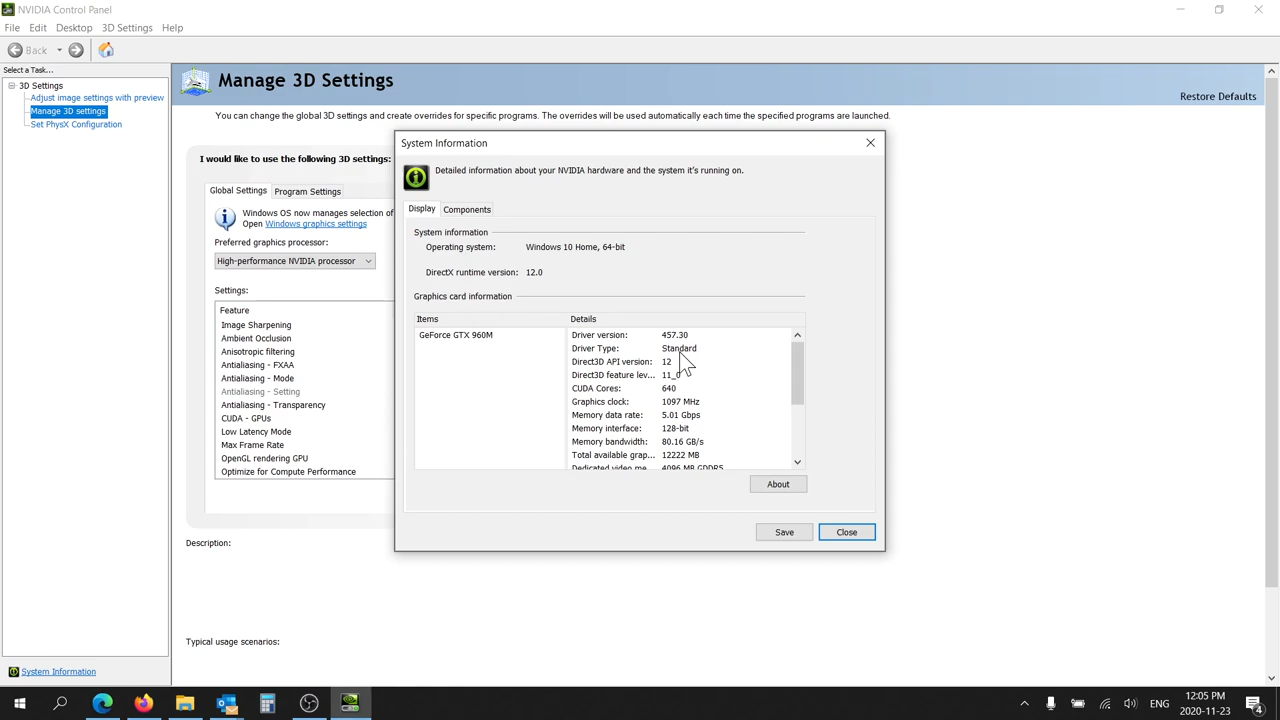 NVIDIA Control Panel
File Edit Desktop 3D Settings Help
Back
Select a Task...
3D Settings
Adjust image settings with preview
Manage 3D settings
Set PhysX Configuration
System Information
Manage 3D Settings
Restore Defaults
You can change the global 3D settings and create overrides for specific programs. The overrides will be used automatically each time the specified programs are launched.
I would like to use the following 3D settings:
Global Settings Program Settings
Windows OS now manages selection of
Open Windows graphics settings
Preferred graphics processor:
High-performance NVIDIA processor
Settings:
Feature
Image Sharpening
Ambient Occlusion
Anisotropic filtering
Antialiasing - FXAA
Antialiasing - Mode
Antialiasing - Setting
Antialiasing - Transparency
CUDA - GPUs
Low Latency Mode
Max Frame Rate
OpenGL rendering GPU
Optimize for Compute Performance
Description:
Typical usage scenarios:
System Information
Detailed information about your NVIDIA hardware and the system it's running on.
Display Components
System information
Operating system: Windows 10 Home, 64-bit
DirectX runtime version: 12.0
Graphics card information
Items Details
GeForce GTX 960M
Driver version: 457.30
Driver Type: Standard
Direct3D API version: 12
Direct3D feature lev... 11_0
CUDA Cores: 640
Graphics clock: 1097 MHz
Memory data rate: 5.01 Gbps
Memory interface: 128-bit
Memory bandwidth: 80.16 GB/s
Total available grap... 12222 MB
Dedicated video me... 4096 MB GDDR5
About
Save Close
ENG
12:05 PM
2020-11-23
4